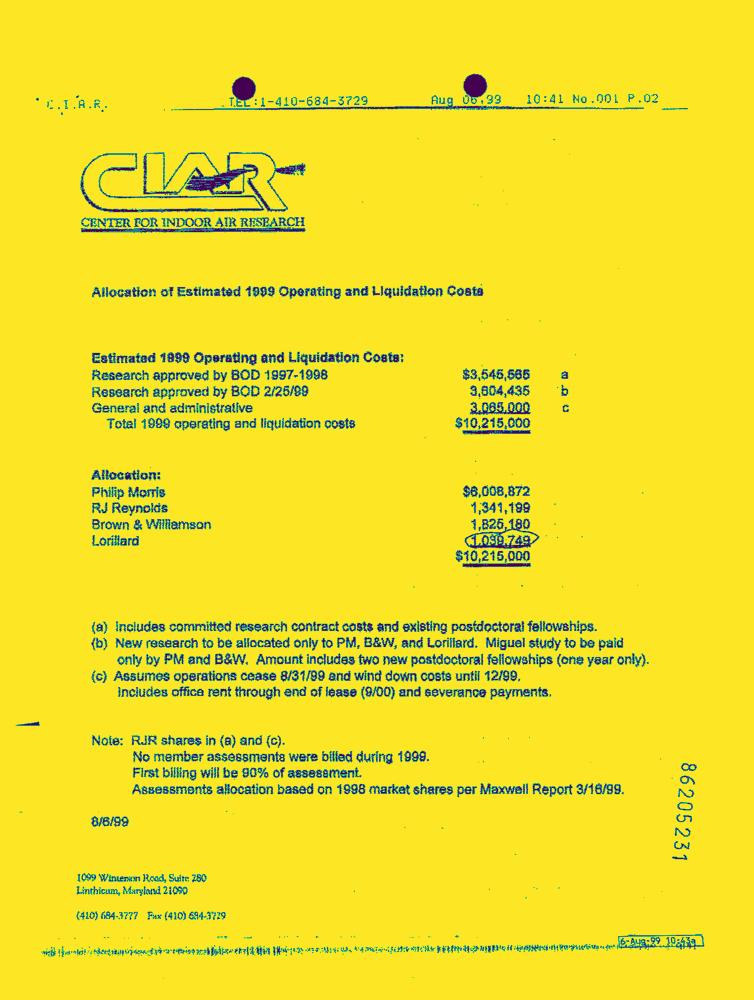 C.I.A.R. TEL:1-410-684-3729 Aug 06.99 10:41 No.001 P.02
CIAR
CENTER FOR INDOOR AIR RESEARCH
Allocation of Estimated 1999 Operating and Liquidation Costs
Estimated 1999 Operating and Liquidation Costs:
Research approved by BOD 1997-1998 $3,545,565 a
Research approved by BOD 2/25/99 3,604,435 b
General and administrative 3,065,000 c
Total 1999 operating and liquidation costs $10,215,000
Allocation:
Philip Morris $6,008,872
RJ Reynolds 1,341,199
Brown & Williamson 1,825,180
Lorillard 1,039,749
$10,215,000
(a) Includes committed research contract costs and existing postdoctoral fellowships.
(b) New research to be allocated only to PM, B&W, and Lorillard. Miguel study to be paid
only by PM and B&W. Amount includes two new postdoctoral fellowships (one year only).
(c) Assumes operations cease 8/31/99 and wind down costs until 12/99.
Includes office rent through end of lease (9/00) and severance payments.
Note: RJR shares in (a) and (c).
No member assessments were billed during 1999.
First billing will be 90% of assessment.
Assessments allocation based on 1998 market shares per Maxwell Report 3/16/99.
8/6/99
86205231
1099 Winterson Road, Suite 280
Linthicum, Maryland 21090
(410) 684-3777 Fax (410) 684-3729
6-Aug-99 10:43a